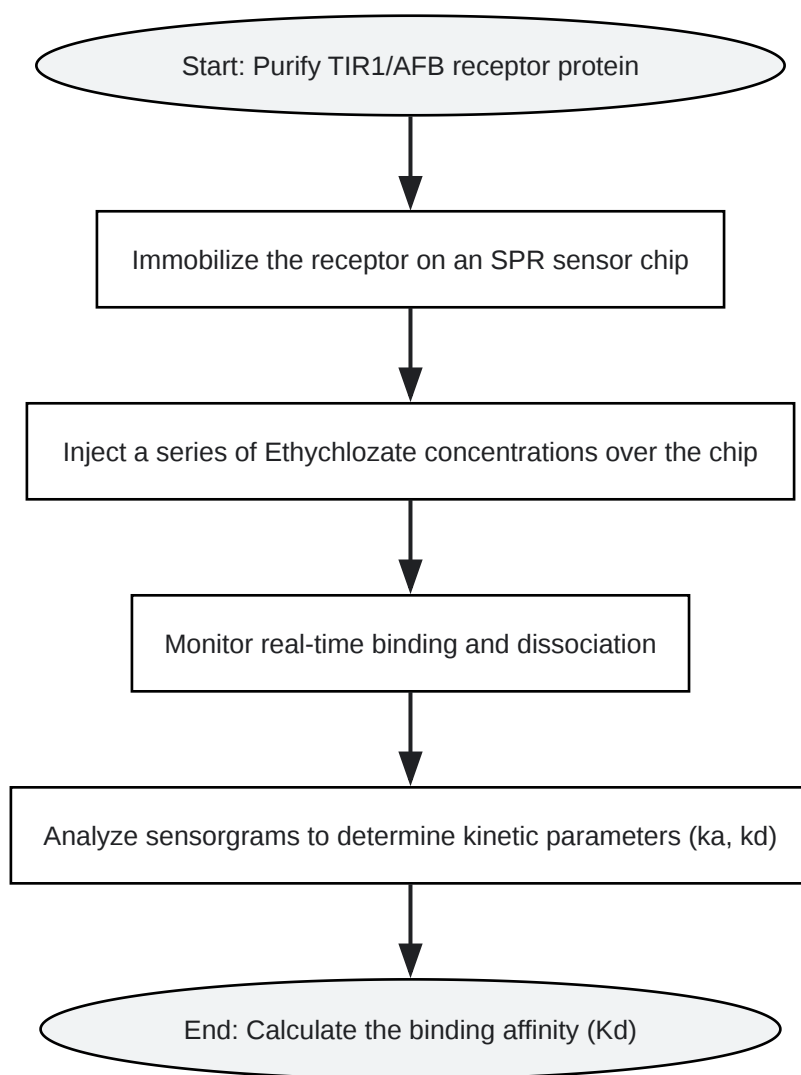 Start: Purify TIR1/AFB receptor protein
Immobilize the receptor on an SPR sensor chip
Inject a series of Ethychlozate concentrations over the chip
Monitor real-time binding and dissociation
Analyze sensorgrams to determine kinetic parameters (ka, kd)
End: Calculate the binding affinity (Kd)